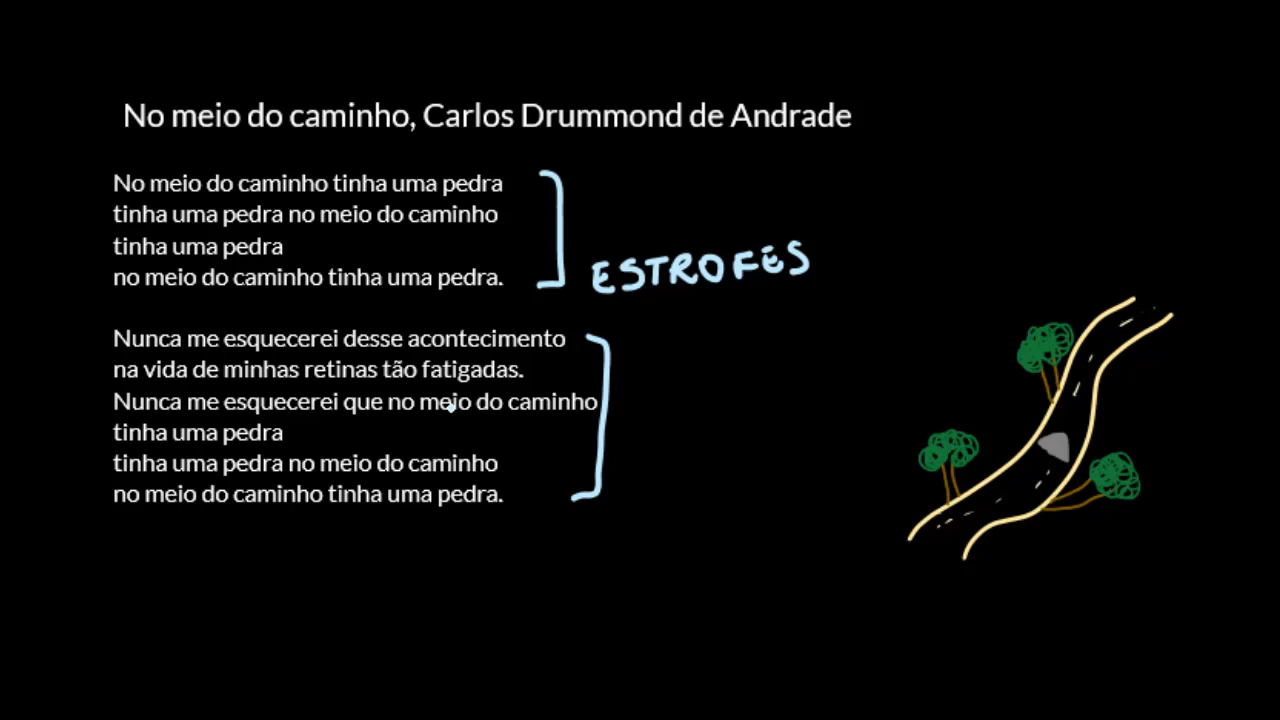 No meio do caminho, Carlos Drummond de Andrade
No meio do caminho tinha uma pedra
tinha uma pedra no meio do caminho
tinha uma pedra
no meio do caminho tinha uma pedra.
ESTROFES
Nunca me esquecerei desse acontecimento
na vida de minhas retinas tão fatigadas.
Nunca me esquecerei que no meio do caminho
tinha uma pedra
tinha uma pedra no meio do caminho
no meio do caminho tinha uma pedra.